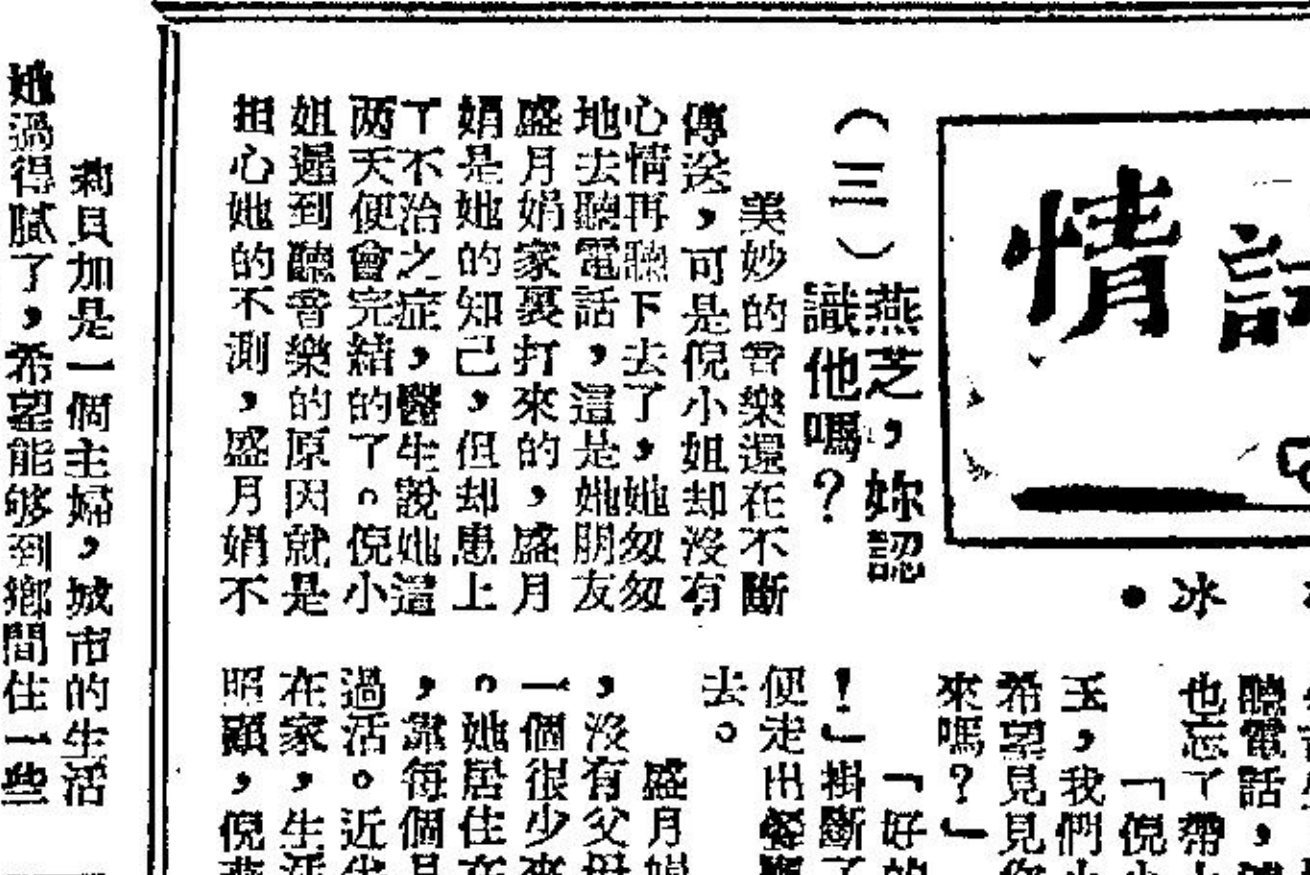 情
冰●
（三）燕芝，妳認
識他嗎？
美妙的音樂還在不斷
傳送，可是倪小姐却沒有
心情再聽下去了，她匆匆
地去聽電話，這是她朋友
盛月娟家裏打來的，盛月
娟是她的知己，但却患上
了不治之症，醫生說她這
两天便會完結的了。倪小
姐遲到聽音樂的原因就是
担心她的不測，盛月娟不
聽電話，
也忘了帶
「倪小
玉，我們
希望見見你
來嗎？」
「好的
！」掛斷了
便走出餐廳
去。
盛月娟
，沒有父母
一個很少來
。她居住在
，靠每個月
過活。近
在家，生活
照顧，倪燕
莉貝加是一個主婦，城市的生活
她過得膩了，希望能够到鄉間住一些